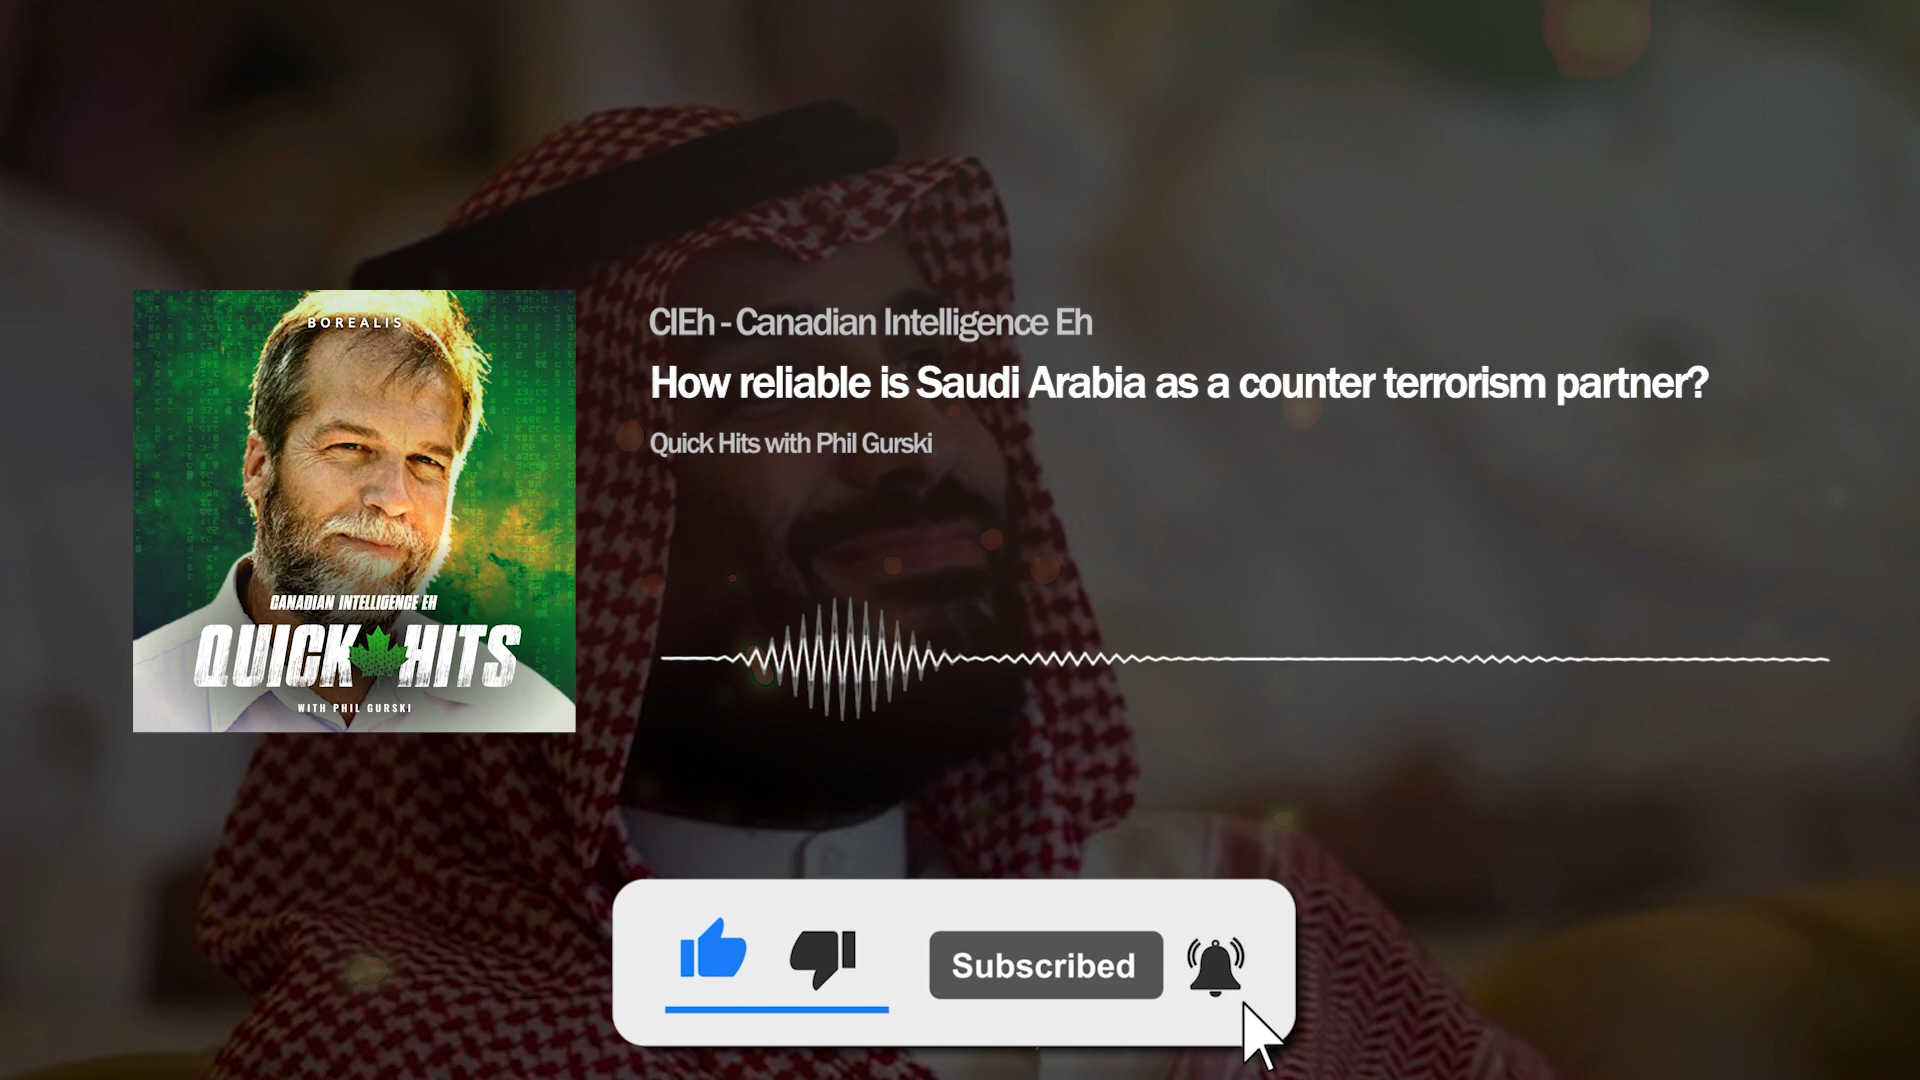 BOREALIS
CANADIAN INTELLIGENCE EH
QUICK HITS
WITH PHIL GURSKI
CIEh - Canadian Intelligence Eh
How reliable is Saudi Arabia as a counter terrorism partner?
Quick Hits with Phil Gurski
Subscribed